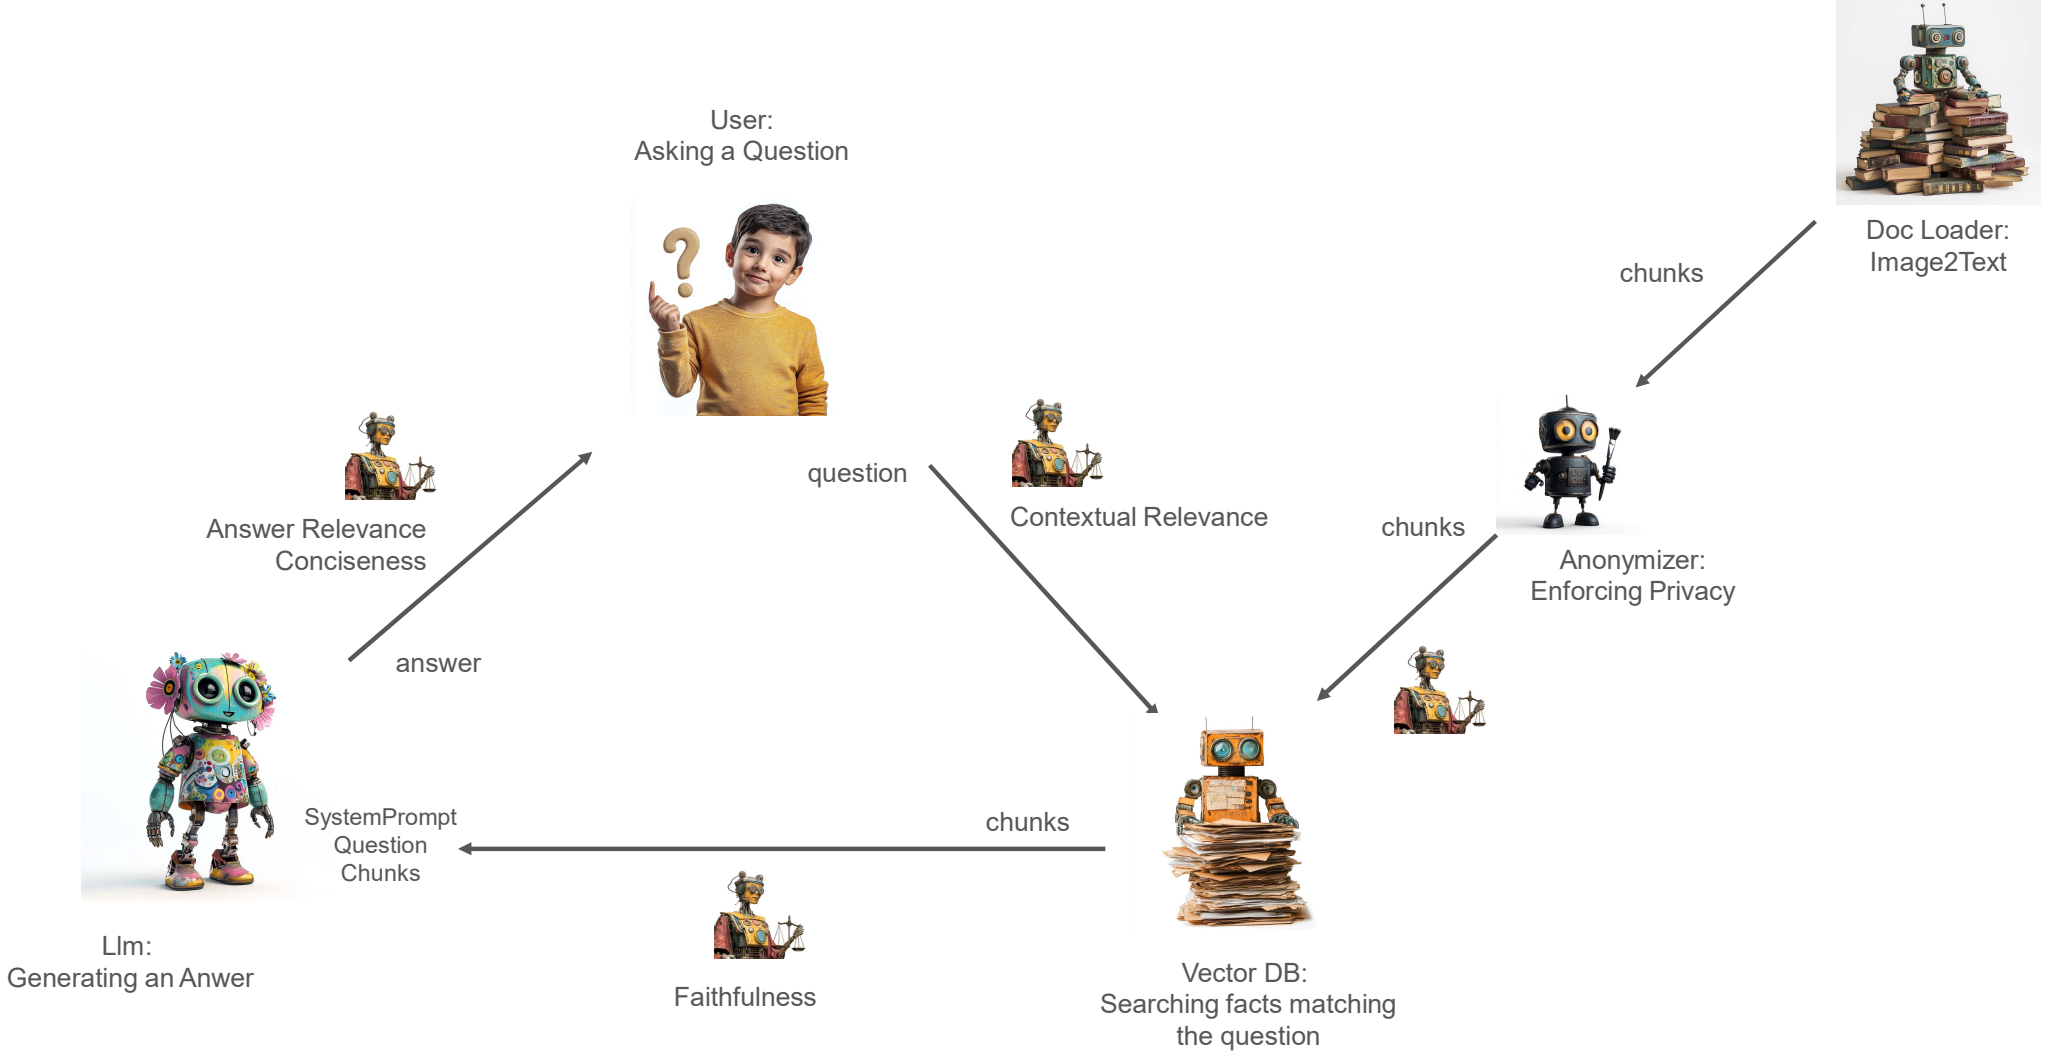 User:
Asking a Question
Doc Loader:
Image2Text
chunks
question
Contextual Relevance
chunks
Anonymizer:
Enforcing Privacy
Answer Relevance
Conciseness
answer
SystemPrompt
Question
Chunks
chunks
Llm:
Generating an Anwer
Faithfulness
Vector DB:
Searching facts matching
the question